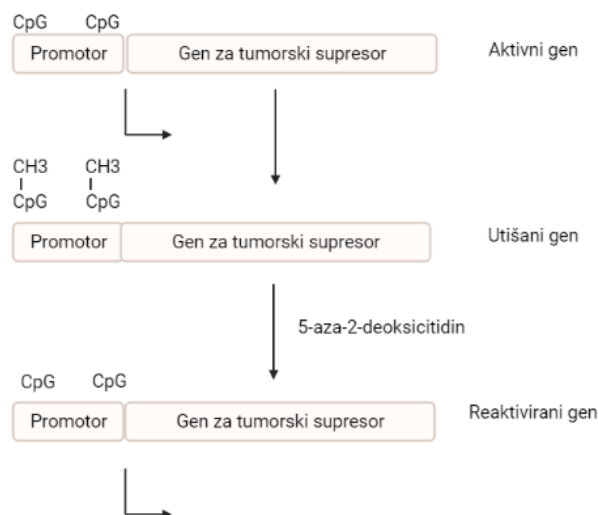 CpG CpG
Promotor Gen za tumorski supresor Aktivni gen
CH3 CH3
CpG CpG
Promotor Gen za tumorski supresor Utišani gen
5-aza-2-deoksicitidin
CpG CpG
Promotor Gen za tumorski supresor Reaktivirani gen